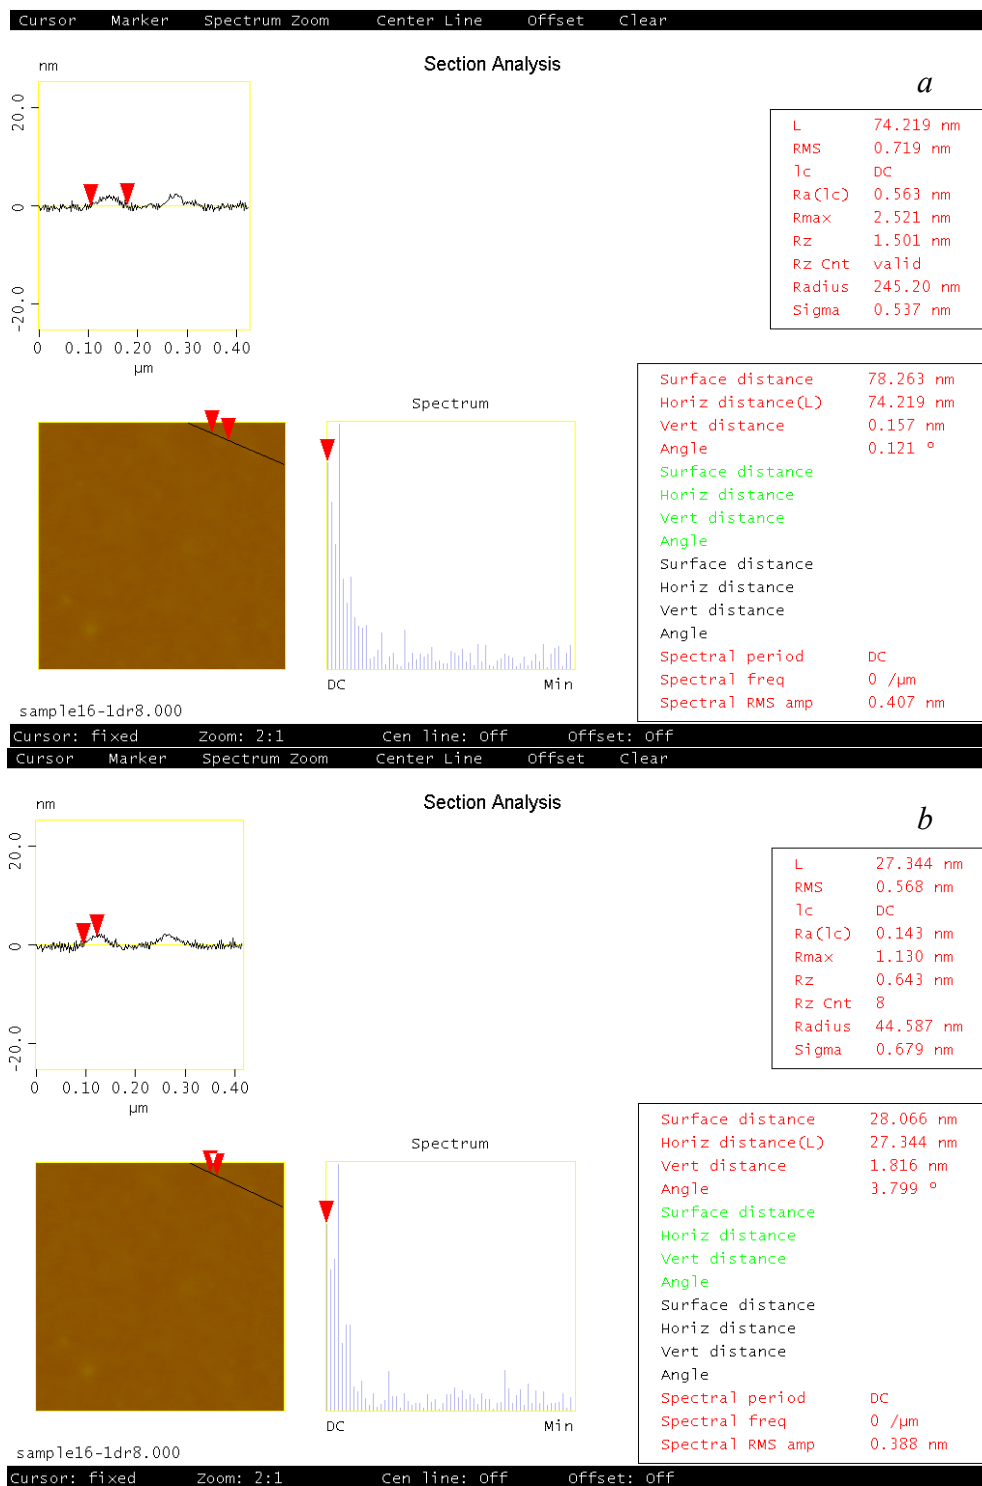 Cursor Marker Spectrum Zoom Center Line Offset Clear
nm
Section Analysis
a
20.0
0
-20.0
0 0.10 0.20 0.30 0.40
µm
L 74.219 nm
RMS 0.719 nm
lc DC
Ra(lc) 0.563 nm
Rmax 2.521 nm
Rz 1.501 nm
Rz Cnt valid
Radius 245.20 nm
Sigma 0.537 nm
Spectrum
DC Min
Surface distance 78.263 nm
Horiz distance(L) 74.219 nm
Vert distance 0.157 nm
Angle 0.121 °
Surface distance
Horiz distance
Vert distance
Angle
Surface distance
Horiz distance
Vert distance
Angle
Spectral period DC
Spectral freq 0 /µm
Spectral RMS amp 0.407 nm
sample16-1dr8.000
Cursor: fixed Zoom: 2:1 Cen line: Off Offset: Off
Cursor Marker Spectrum Zoom Center Line Offset Clear
nm
Section Analysis
b
20.0
0
-20.0
0 0.10 0.20 0.30 0.40
µm
L 27.344 nm
RMS 0.568 nm
lc DC
Ra(lc) 0.143 nm
Rmax 1.130 nm
Rz 0.643 nm
Rz Cnt 8
Radius 44.587 nm
Sigma 0.679 nm
Spectrum
DC Min
Surface distance 28.066 nm
Horiz distance(L) 27.344 nm
Vert distance 1.816 nm
Angle 3.799 °
Surface distance
Horiz distance
Vert distance
Angle
Surface distance
Horiz distance
Vert distance
Angle
Spectral period DC
Spectral freq 0 /µm
Spectral RMS amp 0.388 nm
sample16-1dr8.000
Cursor: fixed Zoom: 2:1 Cen line: Off Offset: Off